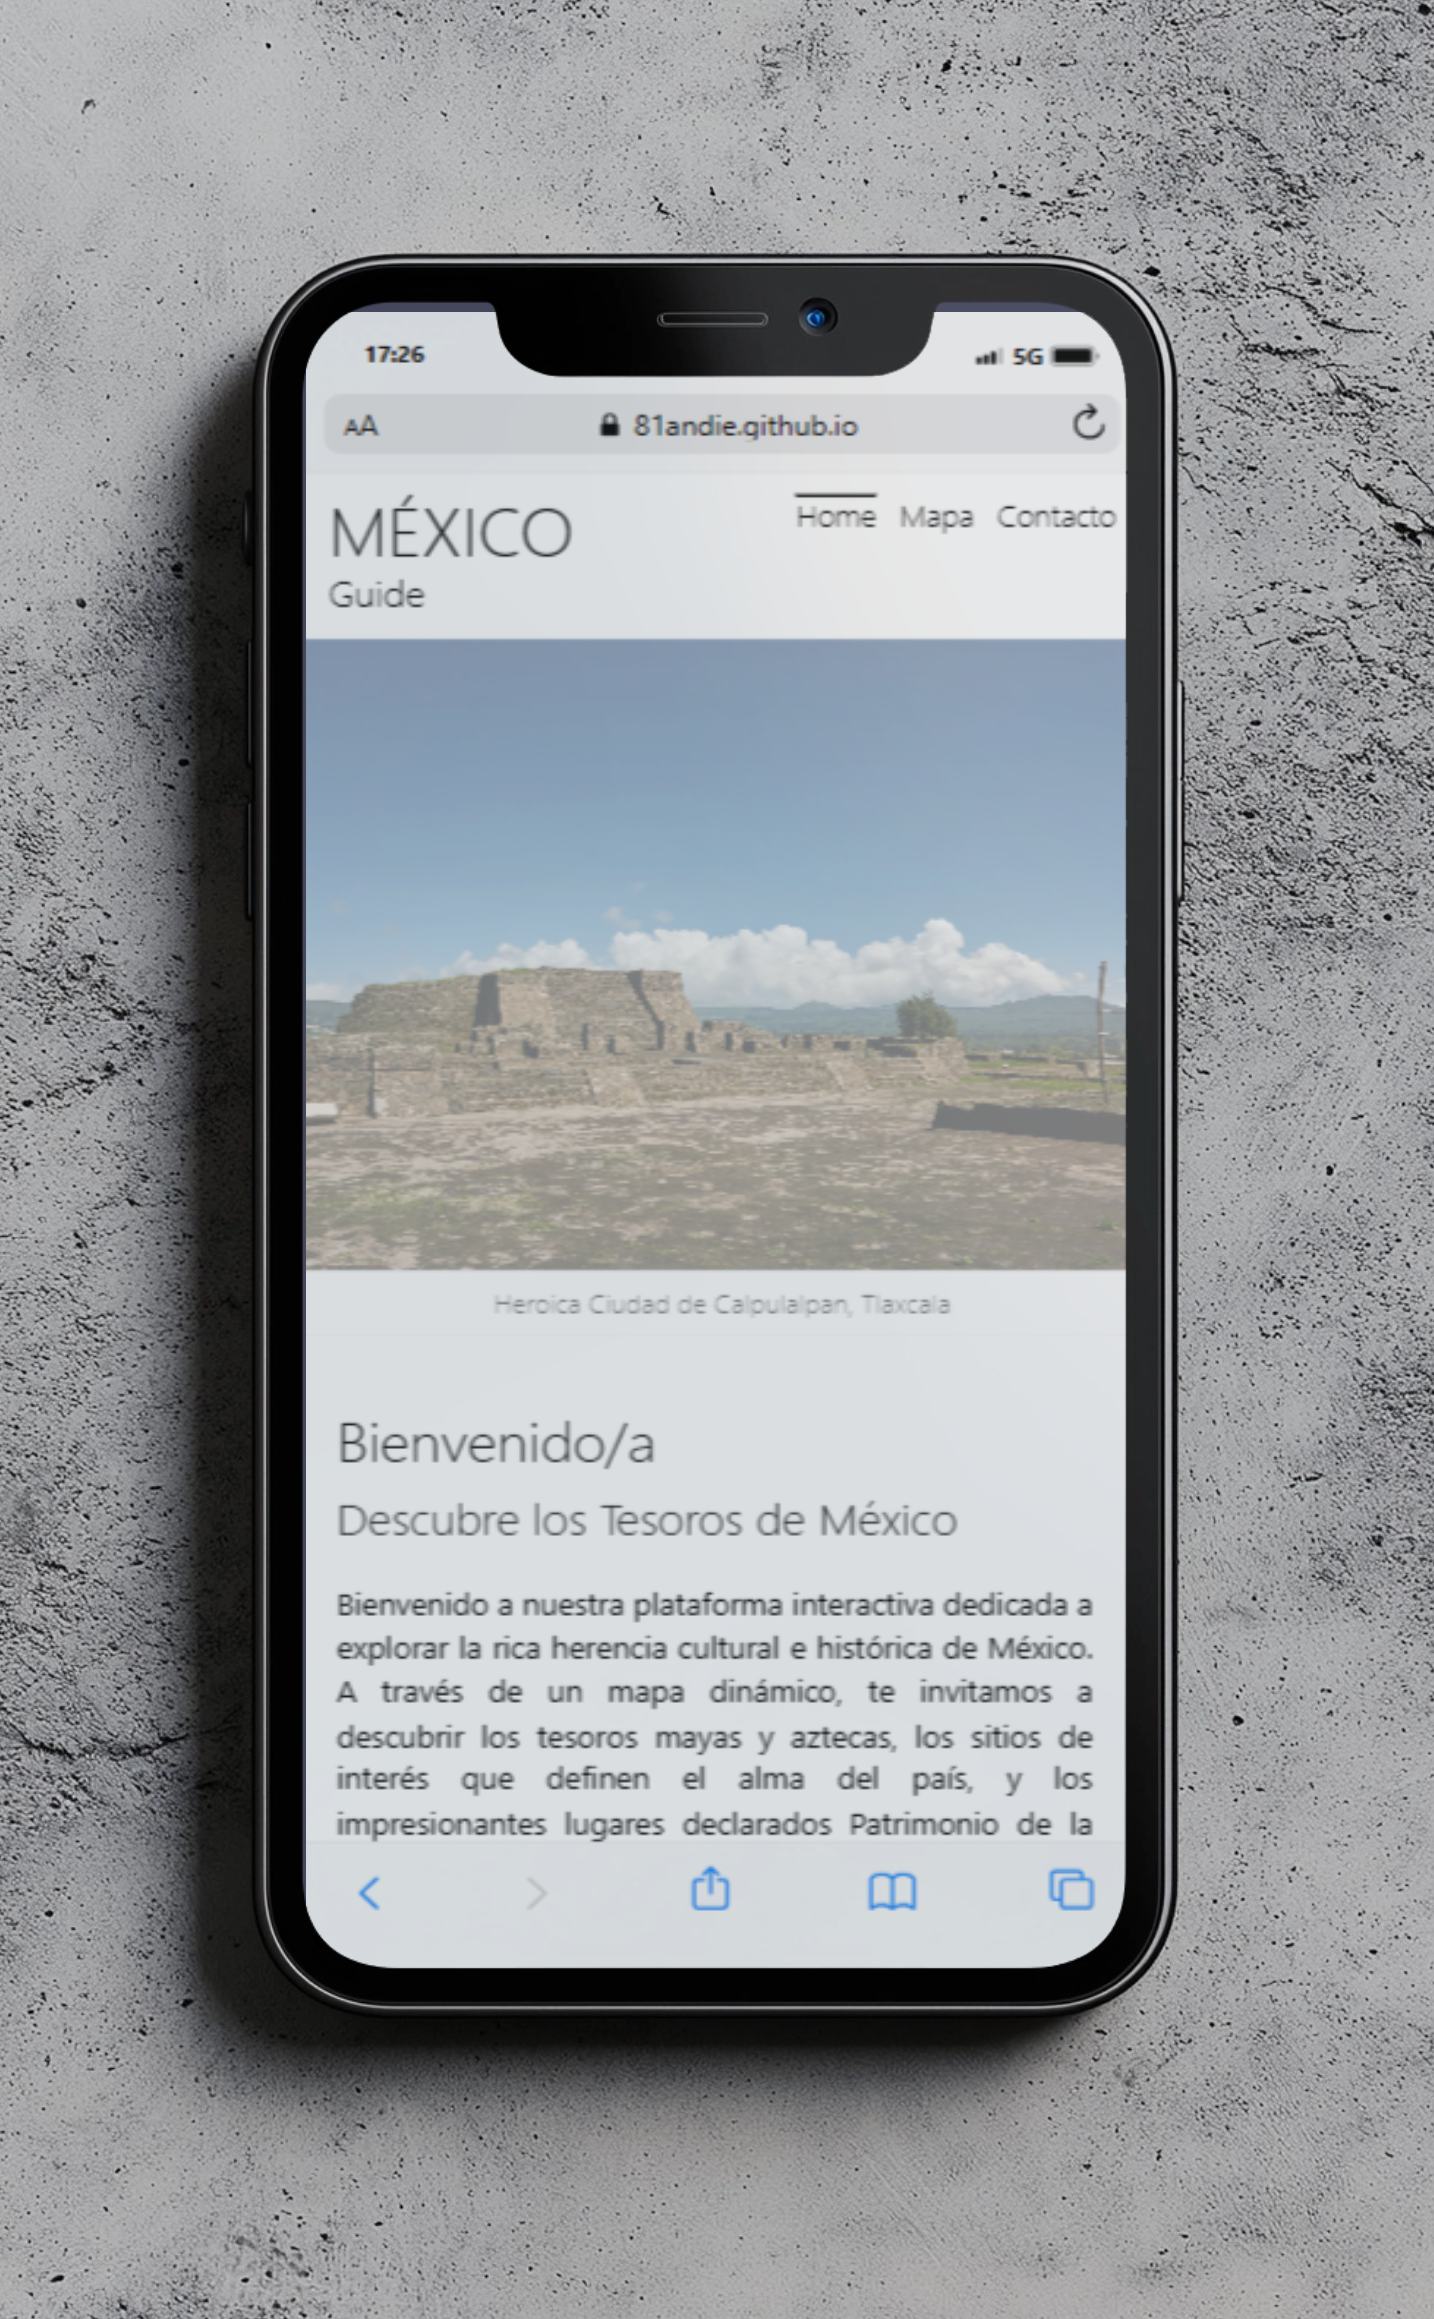 17:26
5G
AA
81andie.github.io
MÉXICO
Guide
Home Mapa Contacto
Heroica Ciudad de Calpulalpan, Tlaxcala
Bienvenido/a
Descubre los Tesoros de México
Bienvenido a nuestra plataforma interactiva dedicada a
explorar la rica herencia cultural e histórica de México.
A través de un mapa dinámico, te invitamos a
descubrir los tesoros mayas y aztecas, los sitios de
interés que definen el alma del país, y los
impresionantes lugares declarados Patrimonio de la